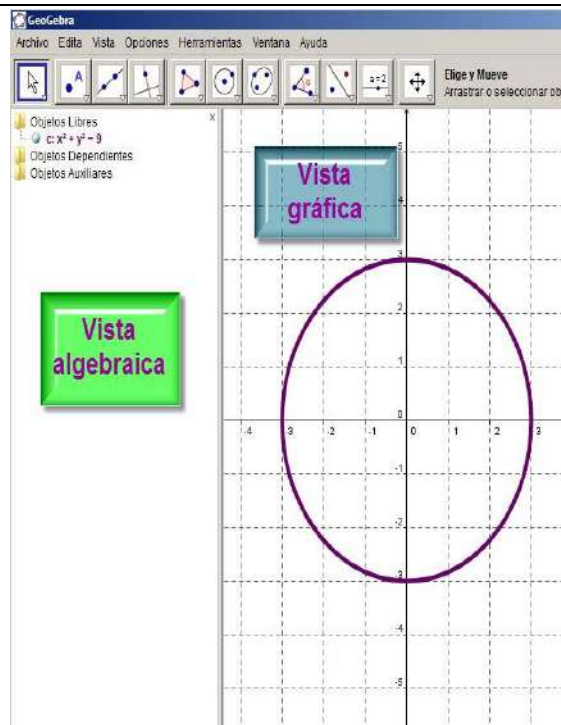 GeoGebra
Archivo Edita Vista Opciones Herramientas Ventana Ayuda
A
α
a=2
Elige y Mueve
Arrastrar o seleccionar ob
Objetos Libres
c: x² + y² = 9
Objetos Dependientes
Objetos Auxiliares
x
Vista
gráfica
Vista
algebraica
5
4
3
2
1
0
-4 -3 -2 -1 0 1 2 3
-1
-2
-3
-4
-5